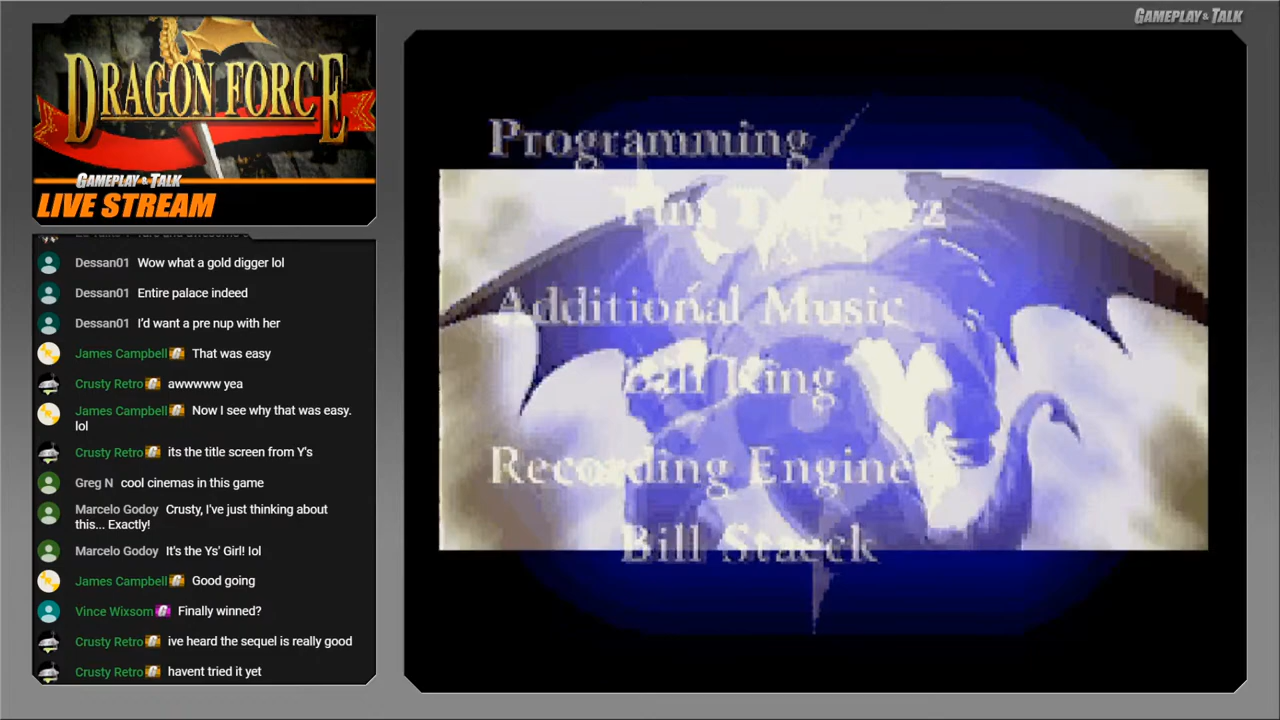 GAMEPLAY & TALK
DRAGON FORCE
GAMEPLAY & TALK
LIVE STREAM
Dessan01 Wow what a gold digger lol
Dessan01 Entire palace indeed
Dessan01 I'd want a pre nup with her
James Campbell That was easy
Crusty Retro awwwww yea
James Campbell Now I see why that was easy.
lol
Crusty Retro its the title screen from Y's
Greg N cool cinemas in this game
Marcelo Godoy Crusty, I've just thinking about
this... Exactly!
Marcelo Godoy It's the Ys' Girl! lol
James Campbell Good going
Vince Wixsom Finally winned?
Crusty Retro ive heard the sequel is really good
Crusty Retro havent tried it yet
Programming
Additional Music
Bill King
Recording Engineer
Bill Staeck